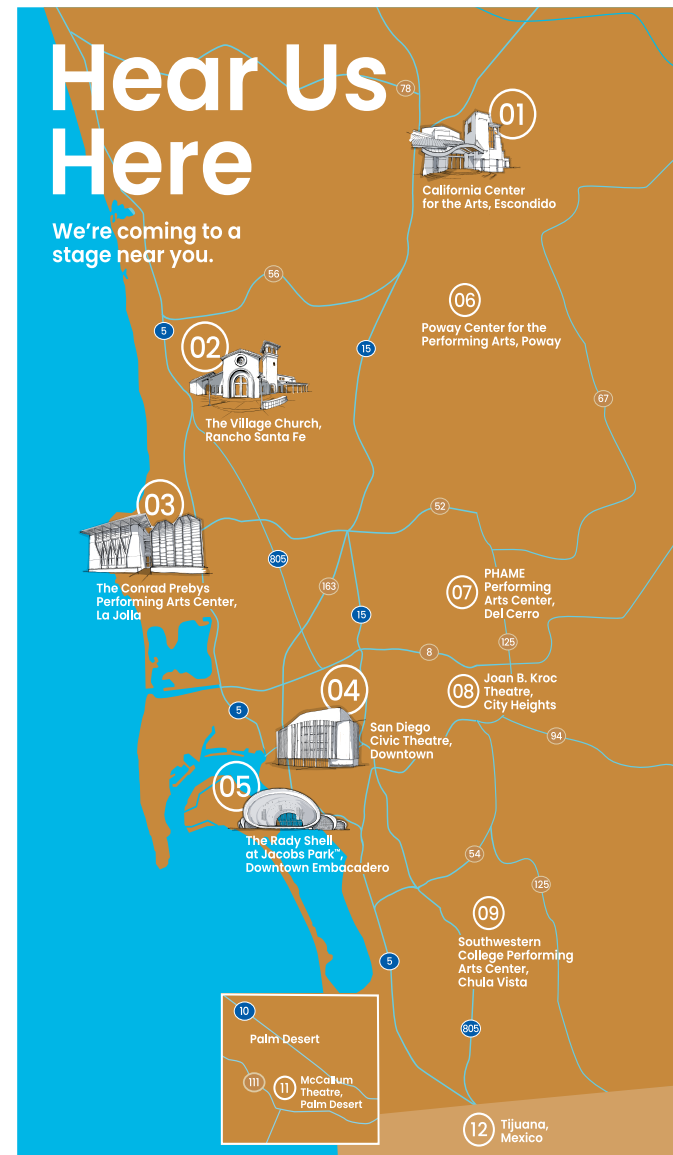 Hear Us
Here
We're coming to a
stage near you.
78
01
California Center
for the Arts, Escondido
56
06
Poway Center for the
Performing Arts, Poway
5
02
15
The Village Church,
Rancho Santa Fe
67
03
52
The Conrad Prebys
Performing Arts Center,
La Jolla
805
163
15
07
PHAME
Performing
Arts Center,
Del Cerro
125
8
08
Joan B. Kroc
Theatre,
City Heights
04
5
San Diego
Civic Theatre,
Downtown
94
05
The Rady Shell
at Jacobs Park™,
Downtown Embacadero
54
125
09
Southwestern
College Performing
Arts Center,
Chula Vista
5
805
10
Palm Desert
111
11
McCallum
Theatre,
Palm Desert
12
Tijuana,
Mexico